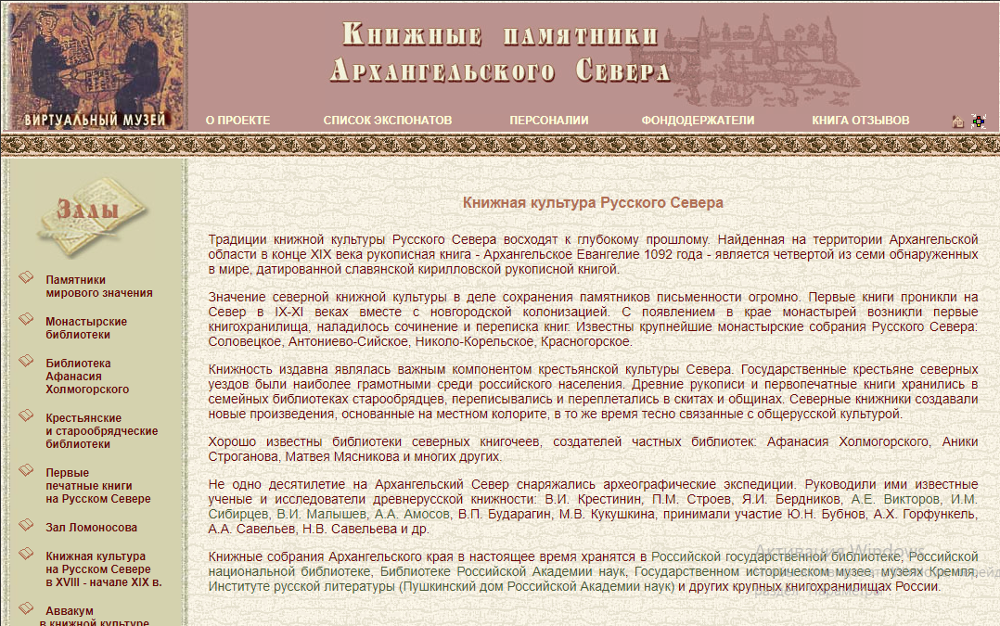 Книжные памятники
Архангельского Севера
ВИРТУАЛЬНЫЙ МУЗЕЙ
О ПРОЕКТЕ
СПИСОК ЭКСПОНАТОВ
ПЕРСОНАЛИИ
ФОНДОДЕРЖАТЕЛИ
КНИГА ОТЗЫВОВ
Залы
Памятники
мирового значения
Монастырские
библиотеки
Библиотека
Афанасия
Холмогорского
Крестьянские
и старообрядческие
библиотеки
Первые
печатные книги
на Русском Севере
Зал Ломоносова
Книжная культура
на Русском Севере
в XVIII - начале XIX в.
Аввакум
в книжной культуре
Книжная культура Русского Севера
Традиции книжной культуры Русского Севера восходят к глубокому прошлому. Найденная на территории Архангельской
области в конце XIX века рукописная книга - Архангельское Евангелие 1092 года - является четвертой из семи обнаруженных
в мире, датированной славянской кирилловской рукописной книгой.
Значение северной книжной культуры в деле сохранения памятников письменности огромно. Первые книги проникли на
Север в IX-XI веках вместе с новгородской колонизацией. С появлением в крае монастырей возникли первые
книгохранилища, наладилось сочинение и переписка книг. Известны крупнейшие монастырские собрания Русского Севера:
Соловецкое, Антониево-Сийское, Николо-Корельское, Красногорское.
Книжность издавна являлась важным компонентом крестьянской культуры Севера. Государственные крестьяне северных
уездов были наиболее грамотными среди российского населения. Древние рукописи и первопечатные книги хранились в
семейных библиотеках старообрядцев, переписывались и переплетались в скитах и общинах. Северные книжники создавали
новые произведения, основанные на местном колорите, в то же время тесно связанные с общерусской культурой.
Хорошо известны библиотеки северных книгочеев, создателей частных библиотек: Афанасия Холмогорского, Аники
Строганова, Матвея Мясникова и многих других.
Не одно десятилетие на Архангельский Север снаряжались археографические экспедиции. Руководили ими известные
ученые и исследователи древнерусской книжности: В.И. Крестинин, П.М. Строев, Я.И. Бердников, А.Е. Викторов, И.М.
Сибирцев, В.И. Малышев, А.А. Амосов, В.П. Бударагин, М.В. Кукушкина, принимали участие Ю.Н. Бубнов, А.Х. Горфункель,
А.А. Савельев, Н.В. Савельева и др.
Книжные собрания Архангельского края в настоящее время хранятся в Российской государственной библиотеке, Российской
национальной библиотеке, Библиотеке Российской Академии наук, Государственном историческом музее, музеях Кремля,
Институте русской литературы (Пушкинский дом Российской Академии наук) и других крупных книгохранилищах России.
Активация Windows
раздел "Параметры"